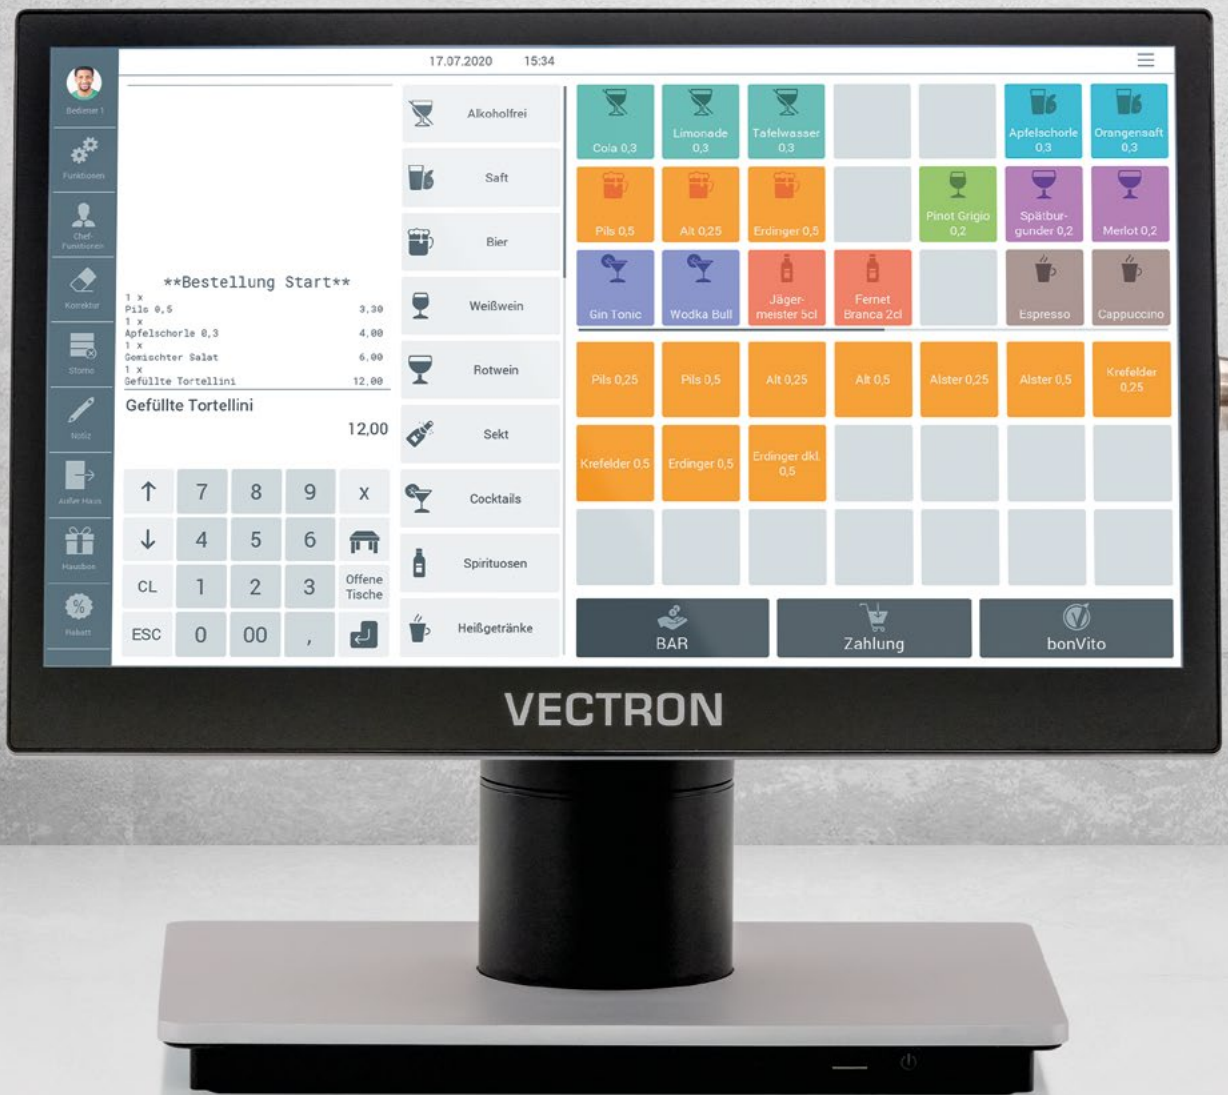 17.07.2020 15:34
Bediener 1
Funktionen
Chef-
Funktionen
Korrektur
Storno
Notiz
Außer Haus
Hausbon
Rabatt
**Bestellung Start**
1 x
Pils 0,5 3,30
1 x
Apfelschorle 0,3 4,00
1 x
Gemischter Salat 6,00
1 x
Gefüllte Tortellini 12,00
Gefüllte Tortellini
12,00
7 8 9 X
4 5 6
CL 1 2 3 Offene
Tische
ESC 0 00 ,
Alkoholfrei
Saft
Bier
Weißwein
Rotwein
Sekt
Cocktails
Spirituosen
Heißgetränke
Cola 0,3
Limonade
0,3
Tafelwasser
0,3
Apfelschorle
0,3
Orangensaft
0,3
Pils 0,5
Alt 0,25
Erdinger 0,5
Pinot Grigio
0,2
Spätbur-
gunder 0,2
Merlot 0,2
Gin Tonic
Wodka Bull
Jäger-
meister 5cl
Fernet
Branca 2cl
Espresso
Cappuccino
Pils 0,25
Pils 0,5
Alt 0,25
Alt 0,5
Alster 0,25
Alster 0,5
Krefelder
0,25
Krefelder 0,5
Erdinger 0,5
Erdinger dkl.
0,5
BAR
Zahlung
bonVito
VECTRON